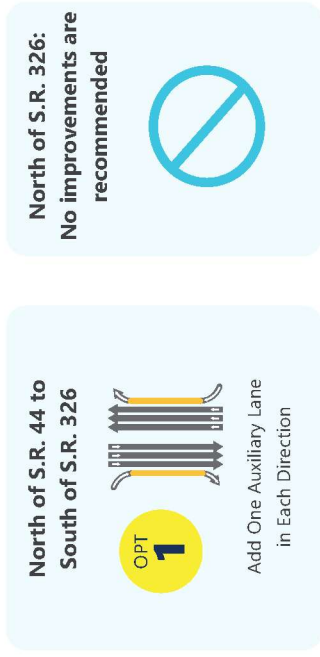 North of S.R. 44 to
South of S.R. 326
OPT
1
Add One Auxiliary Lane
in Each Direction
North of S.R. 326:
No improvements are
recommended